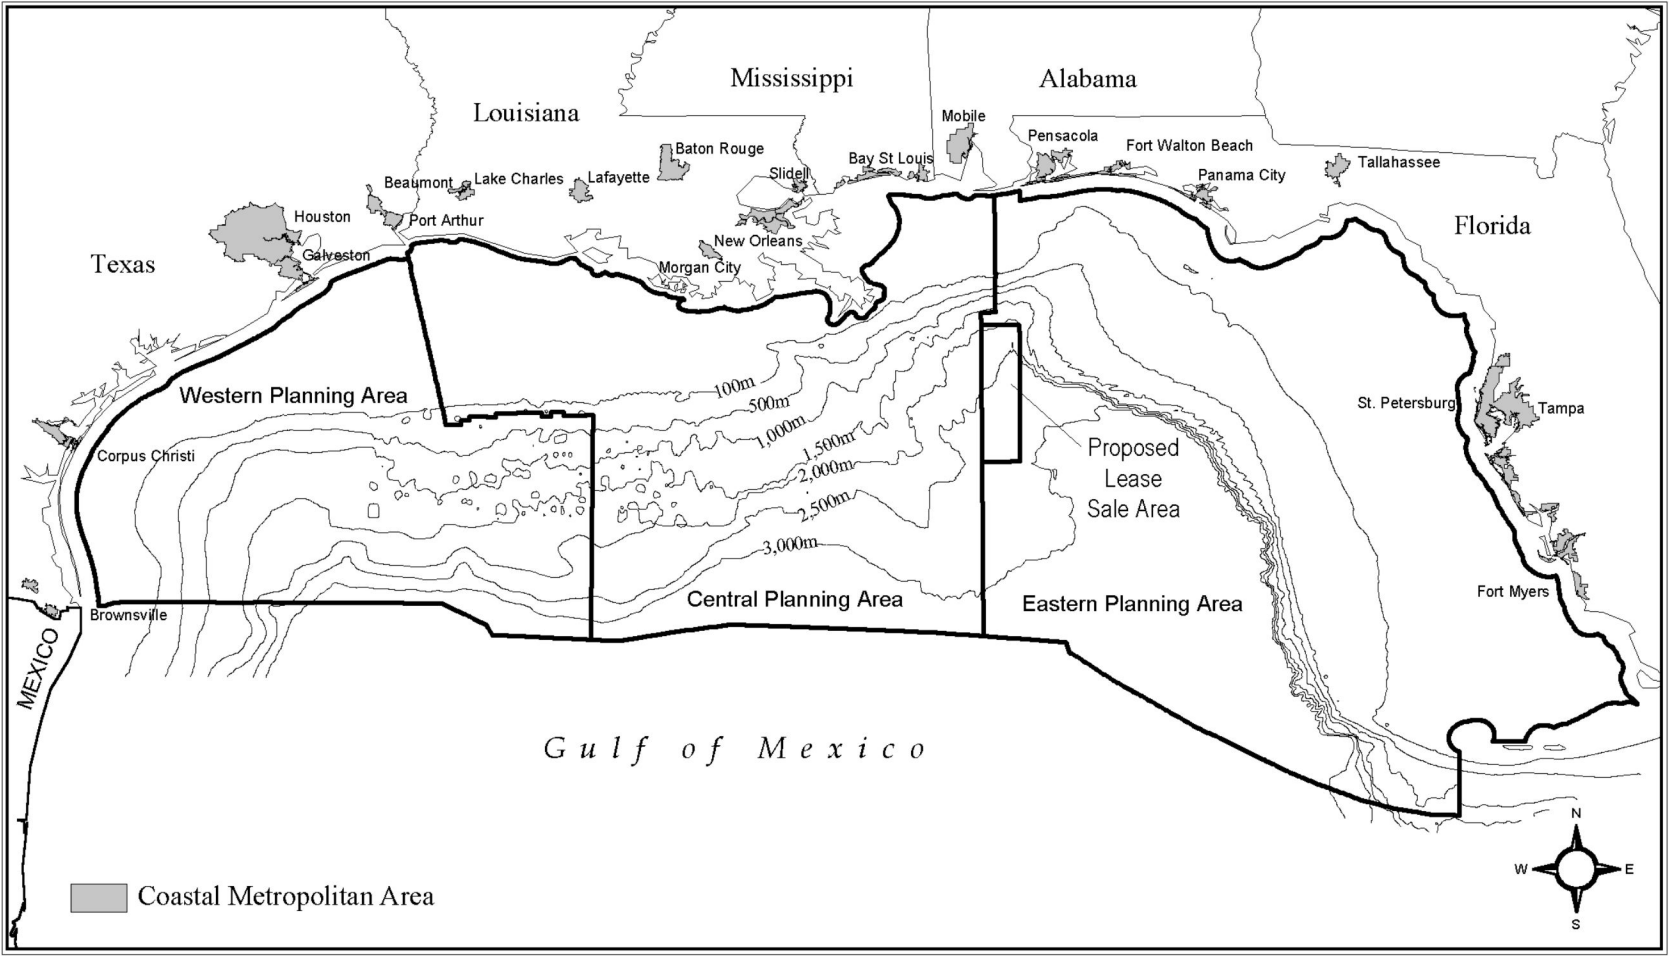 Mississippi
Alabama
Louisiana
Mobile
Pensacola
Baton Rouge
Fort Walton Beach
Bay St Louis
Tallahassee
Slidell
Panama City
Beaumont
Lake Charles
Lafayette
Houston
Port Arthur
Florida
New Orleans
Galveston
Texas
Morgan City
100m
Western Planning Area
500m
St. Petersburg
Tampa
1,000m
1,500m
Proposed
Lease
Sale Area
Corpus Christi
2,000m
2,500m
3,000m
Fort Myers
Central Planning Area
Eastern Planning Area
Brownsville
MEXICO
Gulf of Mexico
N
W
E
S
Coastal Metropolitan Area